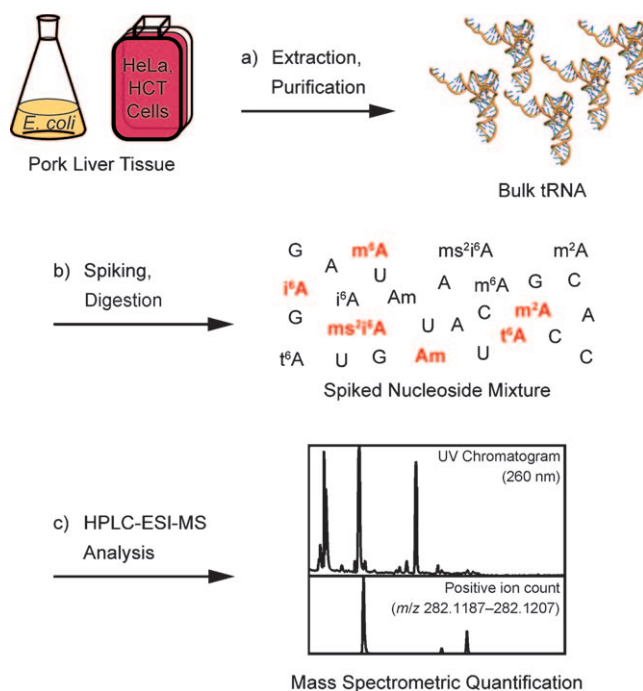 E. coli
HeLa,
HCT
Cells
Pork Liver Tissue
a) Extraction,
Purification
Bulk tRNA
b) Spiking,
Digestion
G m⁶A ms²i⁶A m²A
A U
i⁶A i⁶A Am A m⁶A G C
G ms²i⁶A U A C m²A A
t⁶A U G Am U t⁶A C C
Spiked Nucleoside Mixture
c) HPLC-ESI-MS
Analysis
UV Chromatogram
(260 nm)
Positive ion count
(m/z 282.1187–282.1207)
Mass Spectrometric Quantification